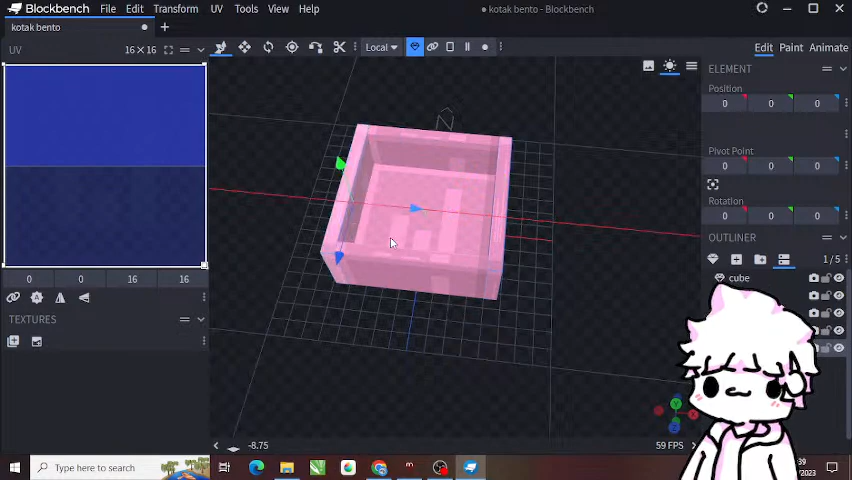 Blockbench File Edit Transform UV Tools View Help
kotak bento - Blockbench
kotak bento
UV 16 × 16
Local
Edit Paint Animate
ELEMENT
Position
0 0 0
Pivot Point
0 0 0
Rotation
0 0 0
OUTLINER 1/5
cube
N
0 0 16 16
TEXTURES
-8.75
59 FPS
Y
X
Z
Type here to search